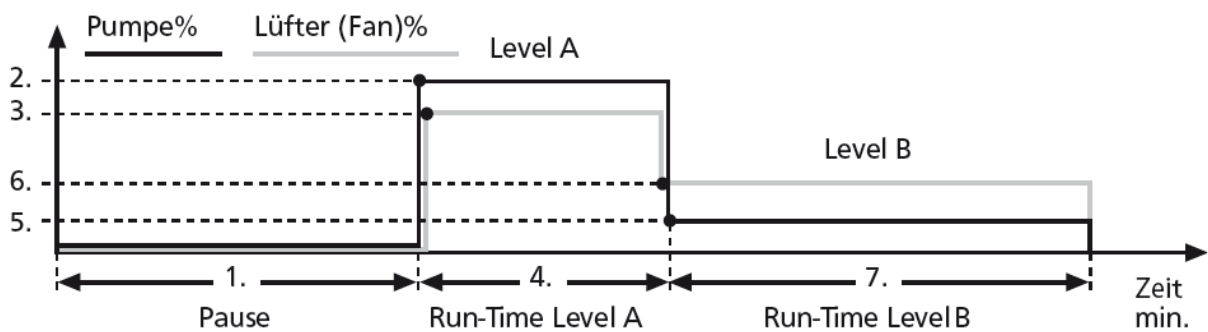 Pumpe% Lüfter (Fan)%
Level A
2.
3.
Level B
6.
5.
1. 4. 7.
Zeit
min.
Pause Run-Time Level A Run-Time Level B